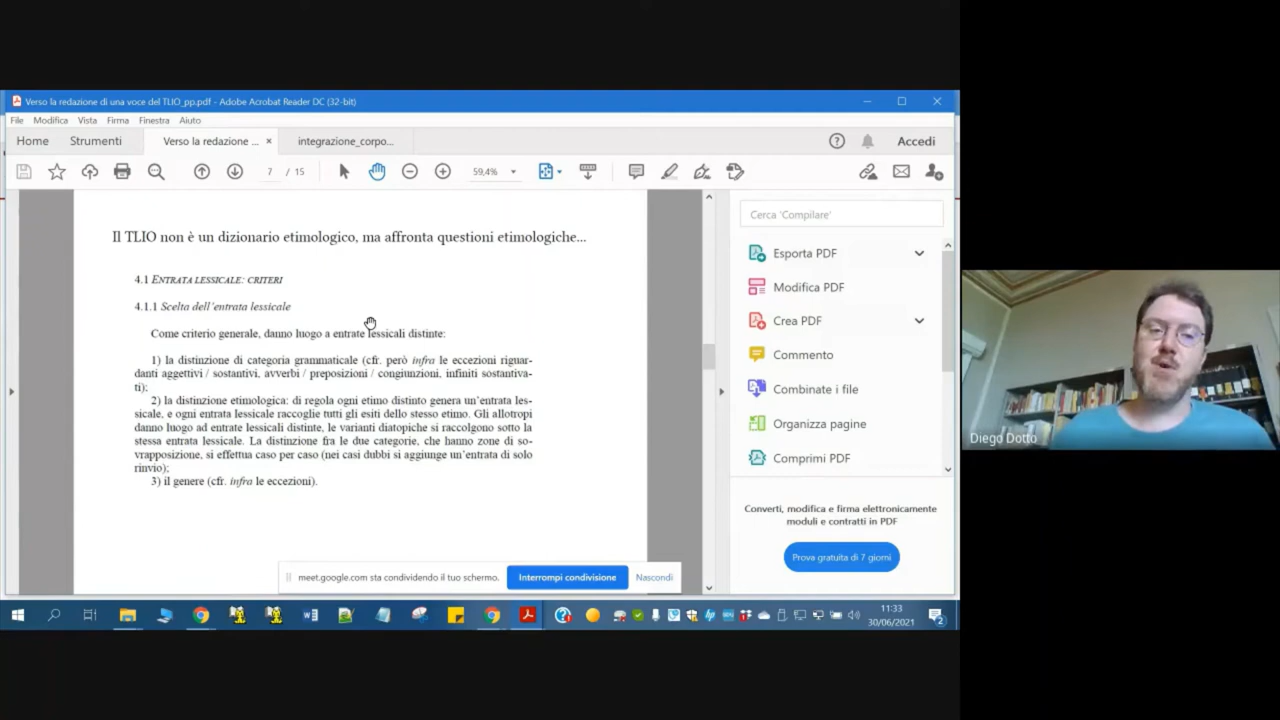 Verso la redazione di una voce del TLIO_pp.pdf - Adobe Acrobat Reader DC (32-bit)
File Modifica Vista Firma Finestra Aiuto
Home Strumenti Verso la redazione ... × integrazione_corpo... Accedi
7 / 15 59,4%
Il TLIO non è un dizionario etimologico, ma affronta questioni etimologiche...
4.1 ENTRATA LESSICALE: CRITERI
4.1.1 Scelta dell'entrata lessicale
Come criterio generale, danno luogo a entrate lessicali distinte:
1) la distinzione di categoria grammaticale (cfr. però infra le eccezioni riguar-
danti aggettivi / sostantivi, avverbi / preposizioni / congiunzioni, infiniti sostantiva-
ti);
2) la distinzione etimologica: di regola ogni etimo distinto genera un'entrata les-
sicale, e ogni entrata lessicale raccoglie tutti gli esiti dello stesso etimo. Gli allotropi
danno luogo ad entrate lessicali distinte, le varianti diatopiche si raccolgono sotto la
stessa entrata lessicale. La distinzione fra le due categorie, che hanno zone di so-
vrapposizione, si effettua caso per caso (nei casi dubbi si aggiunge un'entrata di solo
rinvio);
3) il genere (cfr. infra le eccezioni).
Cerca 'Compilare'
Esporta PDF
Modifica PDF
Crea PDF
Commento
Combinate i file
Organizza pagine
Comprimi PDF
Converti, modifica e firma elettronicamente
moduli e contratti in PDF
Prova gratuita di 7 giorni
Diego Dotto
meet.google.com sta condividendo il tuo schermo. Interrompi condivisione Nascondi
11:33
30/06/2021
2